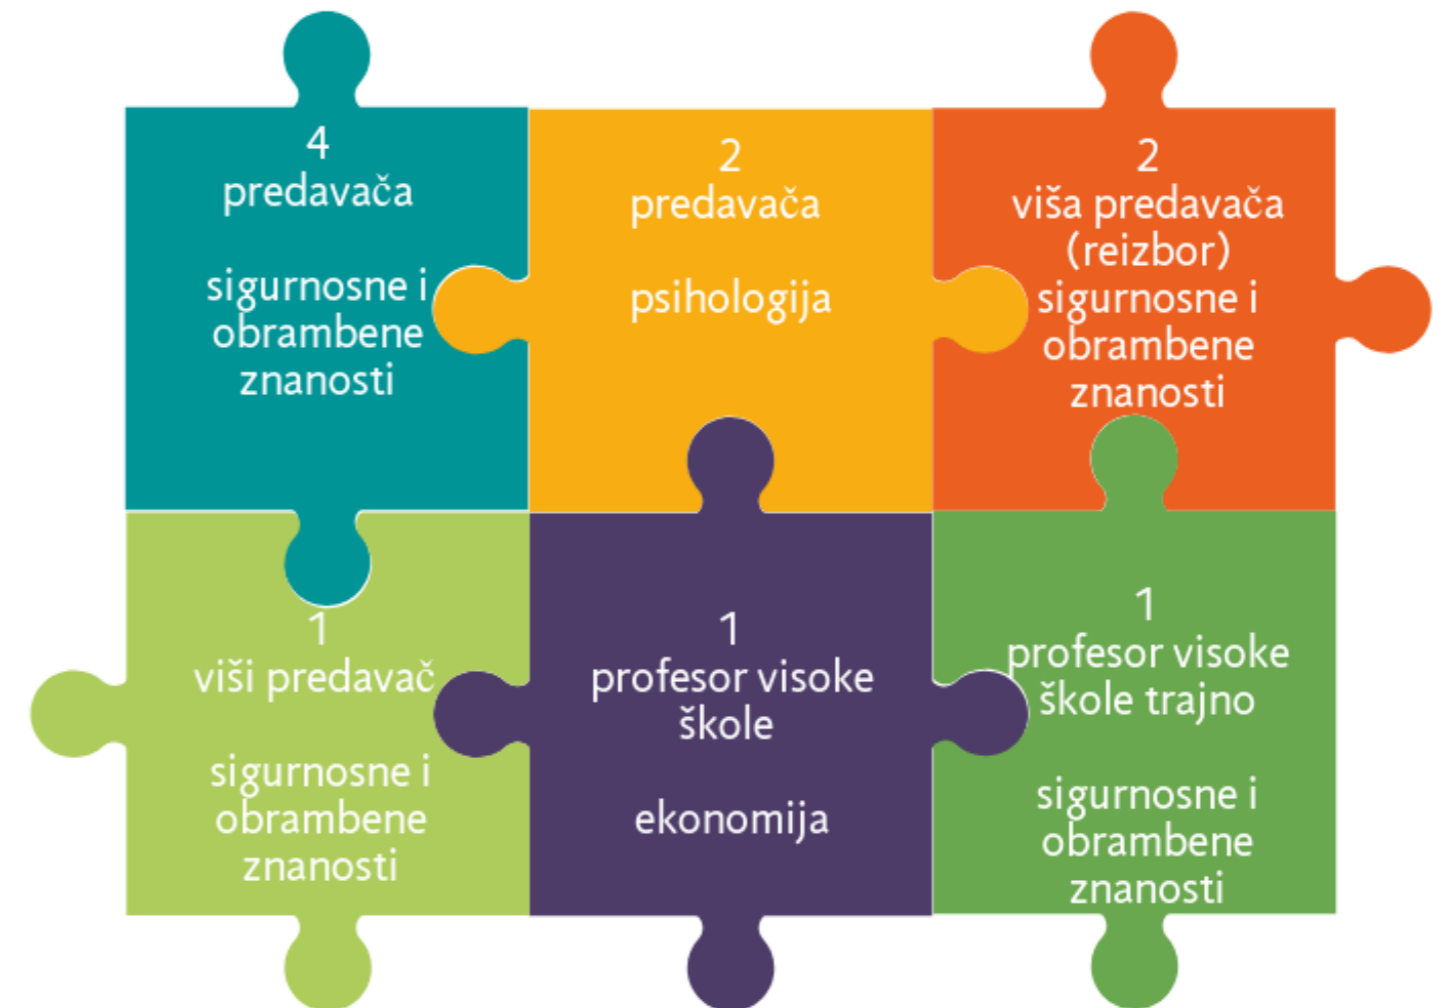 4
predavača
sigurnosne i
obrambene
znanosti
2
predavača
psihologija
2
viša predavača
(reizbor)
sigurnosne i
obrambene
znanosti
1
viši predavač
sigurnosne i
obrambene
znanosti
1
profesor visoke
škole
ekonomija
1
profesor visoke
škole trajno
sigurnosne i
obrambene
znanosti